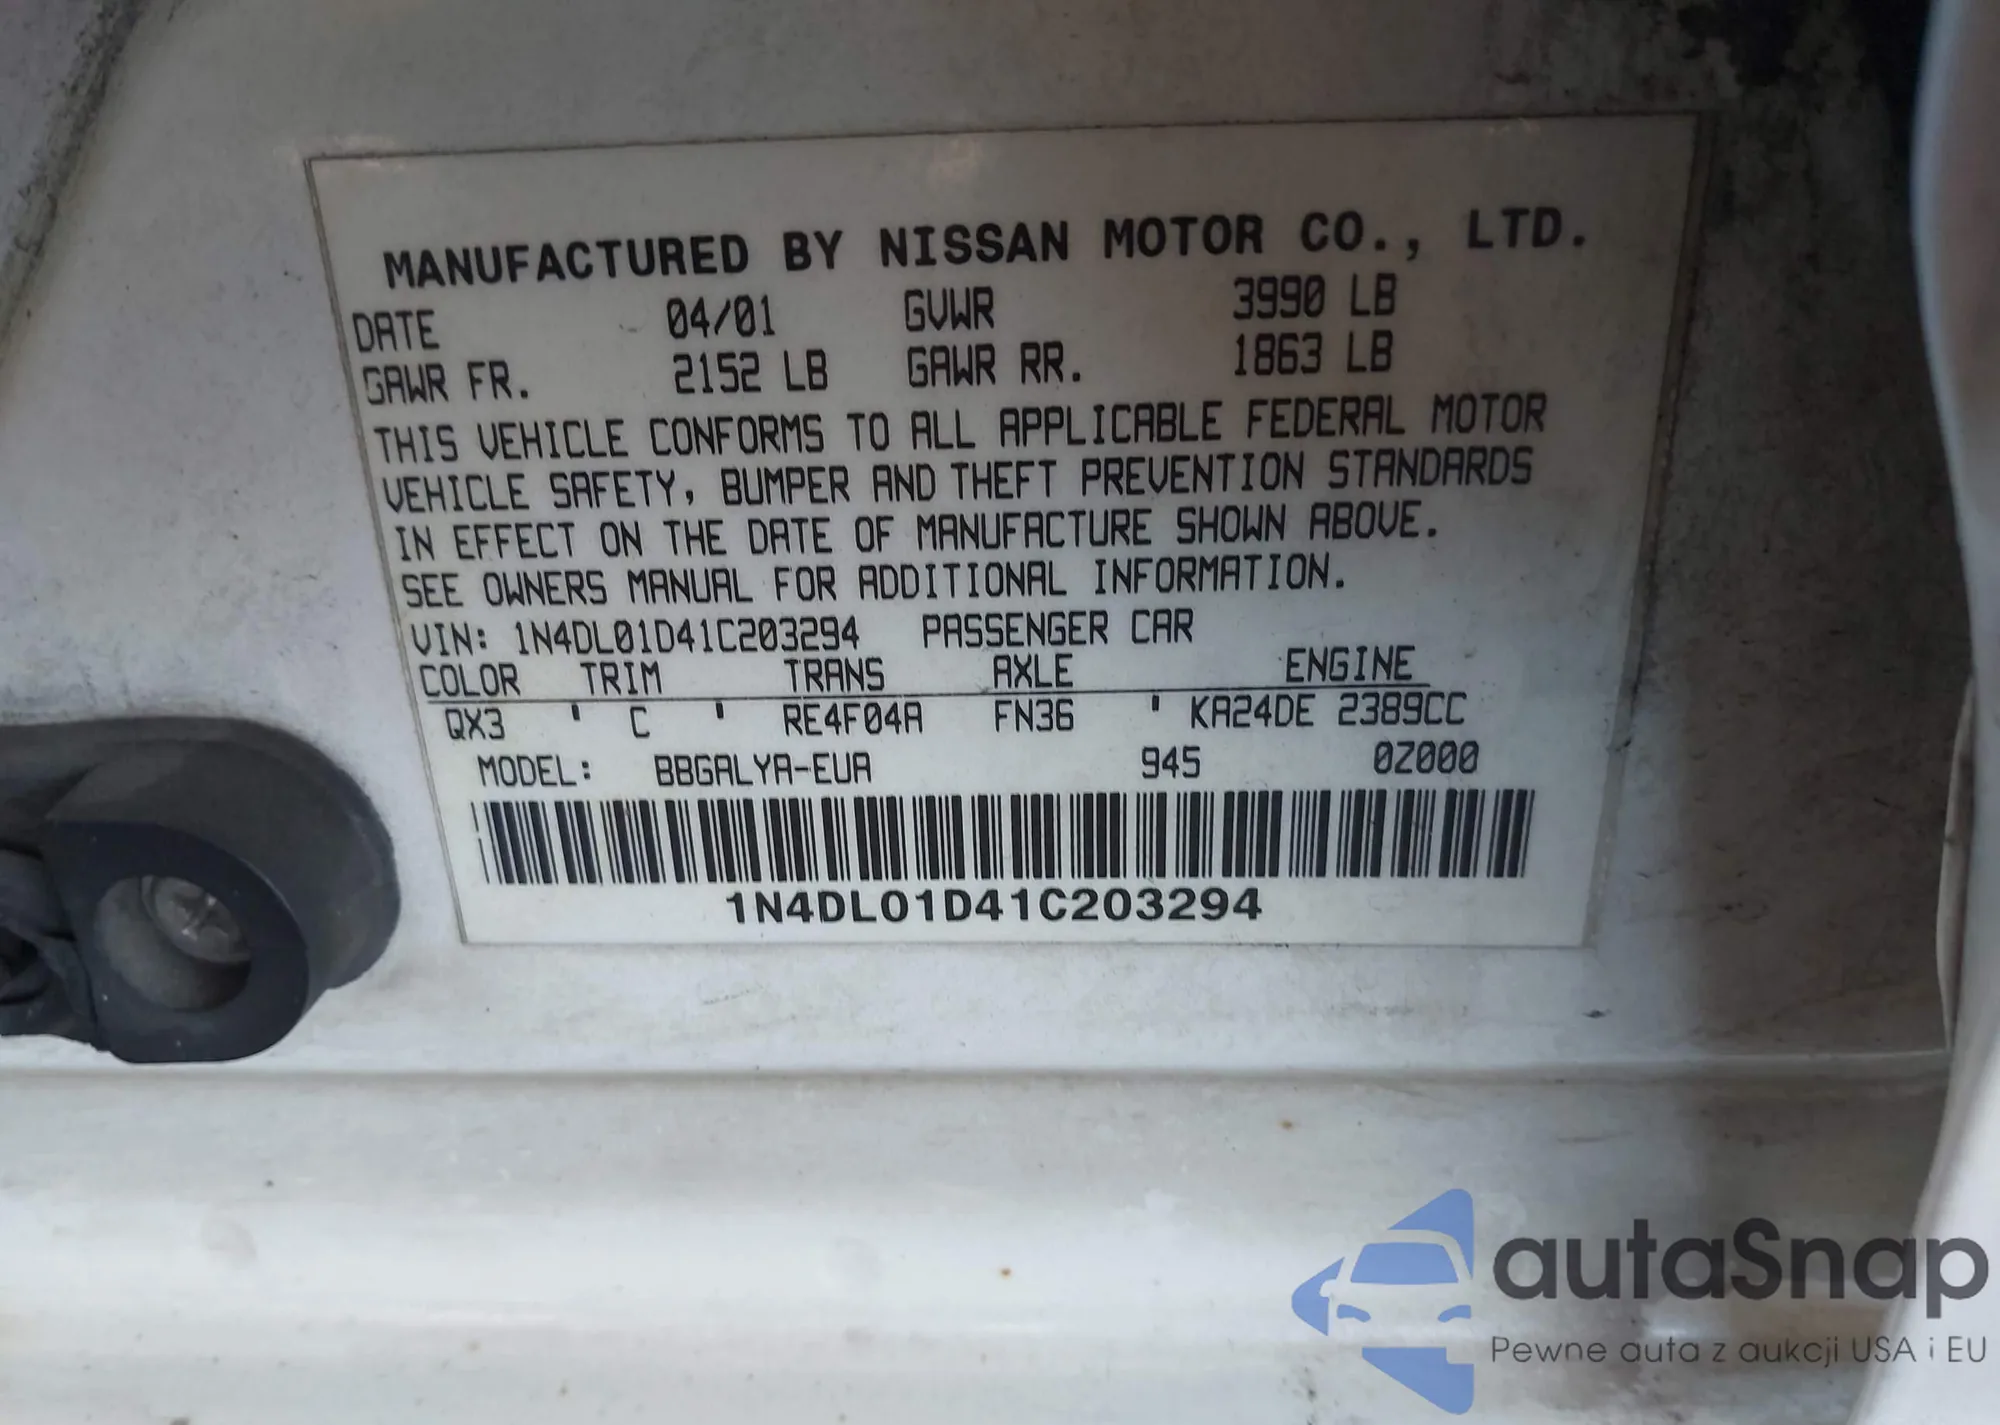 MANUFACTURED BY NISSAN MOTOR CO., LTD.
DATE 04/01 GVWR 3990 LB
GAWR FR. 2152 LB GAWR RR. 1863 LB
THIS VEHICLE CONFORMS TO ALL APPLICABLE FEDERAL MOTOR
VEHICLE SAFETY, BUMPER AND THEFT PREVENTION STANDARDS
IN EFFECT ON THE DATE OF MANUFACTURE SHOWN ABOVE.
SEE OWNERS MANUAL FOR ADDITIONAL INFORMATION.
VIN: 1N4DL01D41C203294 PASSENGER CAR
COLOR TRIM TRANS AXLE ENGINE
QX3 ' C ' RE4F04A FN36 ' KA24DE 2389CC
MODEL: BBGALYA-EUA 945 0Z000
1N4DL01D41C203294
autaSnap
Pewne auta z aukcji USA i EU